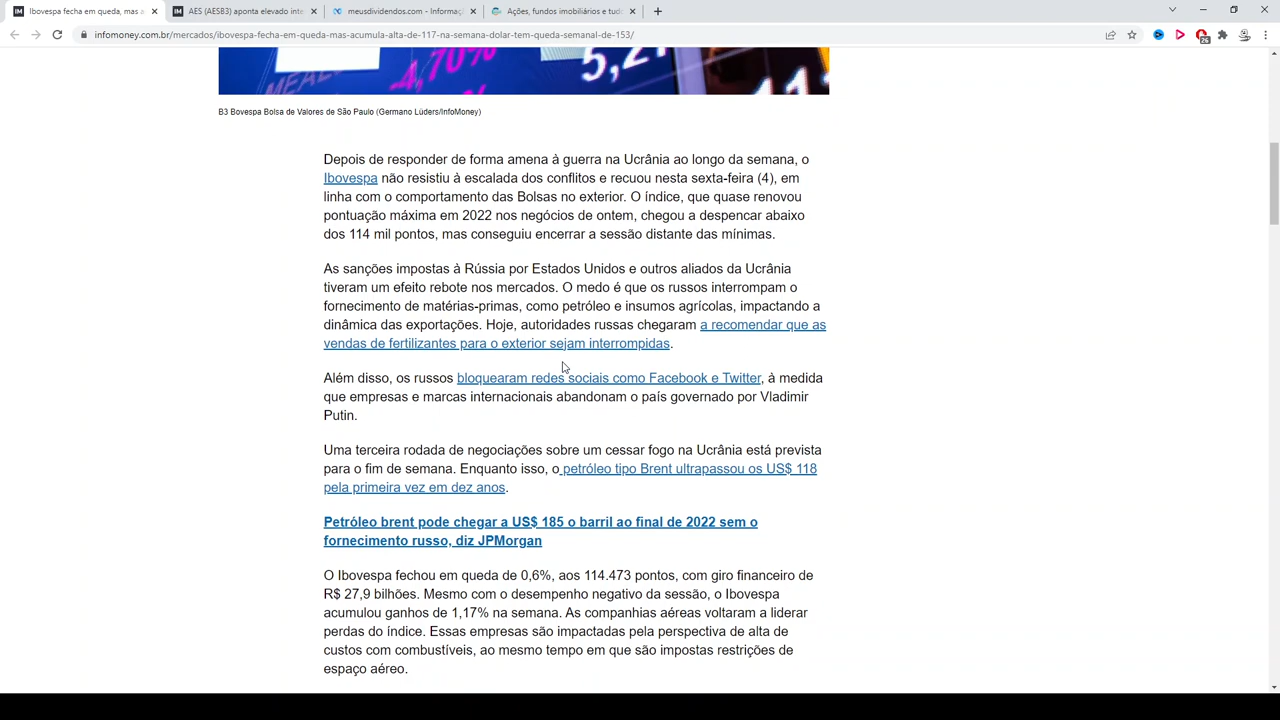 Ibovespa fecha em queda, mas a
AES (AESB3) aponta elevado inte
meusdividendos.com - Informaç
Ações, fundos imobiliários e tud
infomoney.com.br/mercados/ibovespa-fecha-em-queda-mas-acumula-alta-de-117-na-semana-dolar-tem-queda-semanal-de-153/
26
-4,70%
5,2
B3 Bovespa Bolsa de Valores de São Paulo (Germano Lüders/InfoMoney)
Depois de responder de forma amena à guerra na Ucrânia ao longo da semana, o
Ibovespa não resistiu à escalada dos conflitos e recuou nesta sexta-feira (4), em
linha com o comportamento das Bolsas no exterior. O índice, que quase renovou
pontuação máxima em 2022 nos negócios de ontem, chegou a despencar abaixo
dos 114 mil pontos, mas conseguiu encerrar a sessão distante das mínimas.
As sanções impostas à Rússia por Estados Unidos e outros aliados da Ucrânia
tiveram um efeito rebote nos mercados. O medo é que os russos interrompam o
fornecimento de matérias-primas, como petróleo e insumos agrícolas, impactando a
dinâmica das exportações. Hoje, autoridades russas chegaram a recomendar que as
vendas de fertilizantes para o exterior sejam interrompidas.
Além disso, os russos bloquearam redes sociais como Facebook e Twitter, à medida
que empresas e marcas internacionais abandonam o país governado por Vladimir
Putin.
Uma terceira rodada de negociações sobre um cessar fogo na Ucrânia está prevista
para o fim de semana. Enquanto isso, o petróleo tipo Brent ultrapassou os US$ 118
pela primeira vez em dez anos.
Petróleo brent pode chegar a US$ 185 o barril ao final de 2022 sem o
fornecimento russo, diz JPMorgan
O Ibovespa fechou em queda de 0,6%, aos 114.473 pontos, com giro financeiro de
R$ 27,9 bilhões. Mesmo com o desempenho negativo da sessão, o Ibovespa
acumulou ganhos de 1,17% na semana. As companhias aéreas voltaram a liderar
perdas do índice. Essas empresas são impactadas pela perspectiva de alta de
custos com combustíveis, ao mesmo tempo em que são impostas restrições de
espaço aéreo.